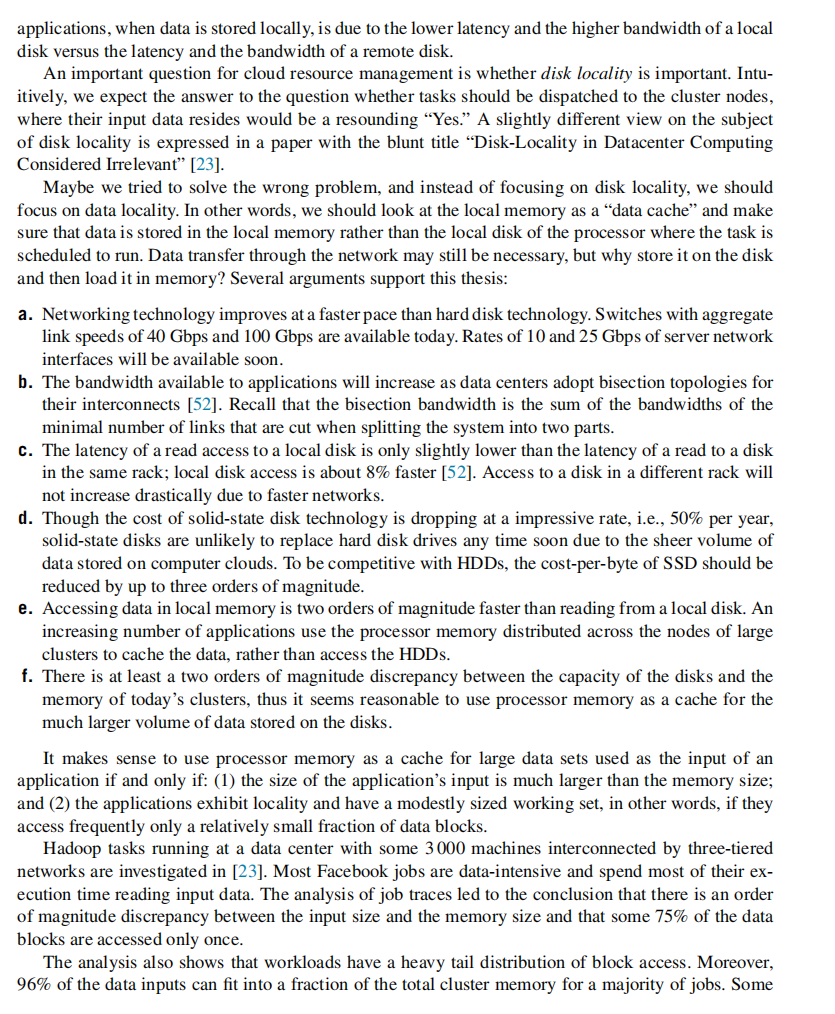 applications, when data is stored locally, is due to the lower latency and the higher bandwidth of a local
disk versus the latency and the bandwidth of a remote disk.
An important question for cloud resource management is whether disk locality is important. Intu-
itively, we expect the answer to the question whether tasks should be dispatched to the cluster nodes,
where their input data resides would be a resounding “Yes.” A slightly different view on the subject
of disk locality is expressed in a paper with the blunt title “Disk-Locality in Datacenter Computing
Considered Irrelevant” [23].
Maybe we tried to solve the wrong problem, and instead of focusing on disk locality, we should
focus on data locality. In other words, we should look at the local memory as a “data cache” and make
sure that data is stored in the local memory rather than the local disk of the processor where the task is
scheduled to run. Data transfer through the network may still be necessary, but why store it on the disk
and then load it in memory? Several arguments support this thesis:
a. Networking technology improves at a faster pace than hard disk technology. Switches with aggregate
link speeds of 40 Gbps and 100 Gbps are available today. Rates of 10 and 25 Gbps of server network
interfaces will be available soon.
b. The bandwidth available to applications will increase as data centers adopt bisection topologies for
their interconnects [52]. Recall that the bisection bandwidth is the sum of the bandwidths of the
minimal number of links that are cut when splitting the system into two parts.
c. The latency of a read access to a local disk is only slightly lower than the latency of a read to a disk
in the same rack; local disk access is about 8% faster [52]. Access to a disk in a different rack will
not increase drastically due to faster networks.
d. Though the cost of solid-state disk technology is dropping at a impressive rate, i.e., 50% per year,
solid-state disks are unlikely to replace hard disk drives any time soon due to the sheer volume of
data stored on computer clouds. To be competitive with HDDs, the cost-per-byte of SSD should be
reduced by up to three orders of magnitude.
e. Accessing data in local memory is two orders of magnitude faster than reading from a local disk. An
increasing number of applications use the processor memory distributed across the nodes of large
clusters to cache the data, rather than access the HDDs.
f. There is at least a two orders of magnitude discrepancy between the capacity of the disks and the
memory of today’s clusters, thus it seems reasonable to use processor memory as a cache for the
much larger volume of data stored on the disks.
It makes sense to use processor memory as a cache for large data sets used as the input of an
application if and only if: (1) the size of the application’s input is much larger than the memory size;
and (2) the applications exhibit locality and have a modestly sized working set, in other words, if they
access frequently only a relatively small fraction of data blocks.
Hadoop tasks running at a data center with some 3 000 machines interconnected by three-tiered
networks are investigated in [23]. Most Facebook jobs are data-intensive and spend most of their ex-
ecution time reading input data. The analysis of job traces led to the conclusion that there is an order
of magnitude discrepancy between the input size and the memory size and that some 75% of the data
blocks are accessed only once.
The analysis also shows that workloads have a heavy tail distribution of block access. Moreover,
96% of the data inputs can fit into a fraction of the total cluster memory for a majority of jobs. Some